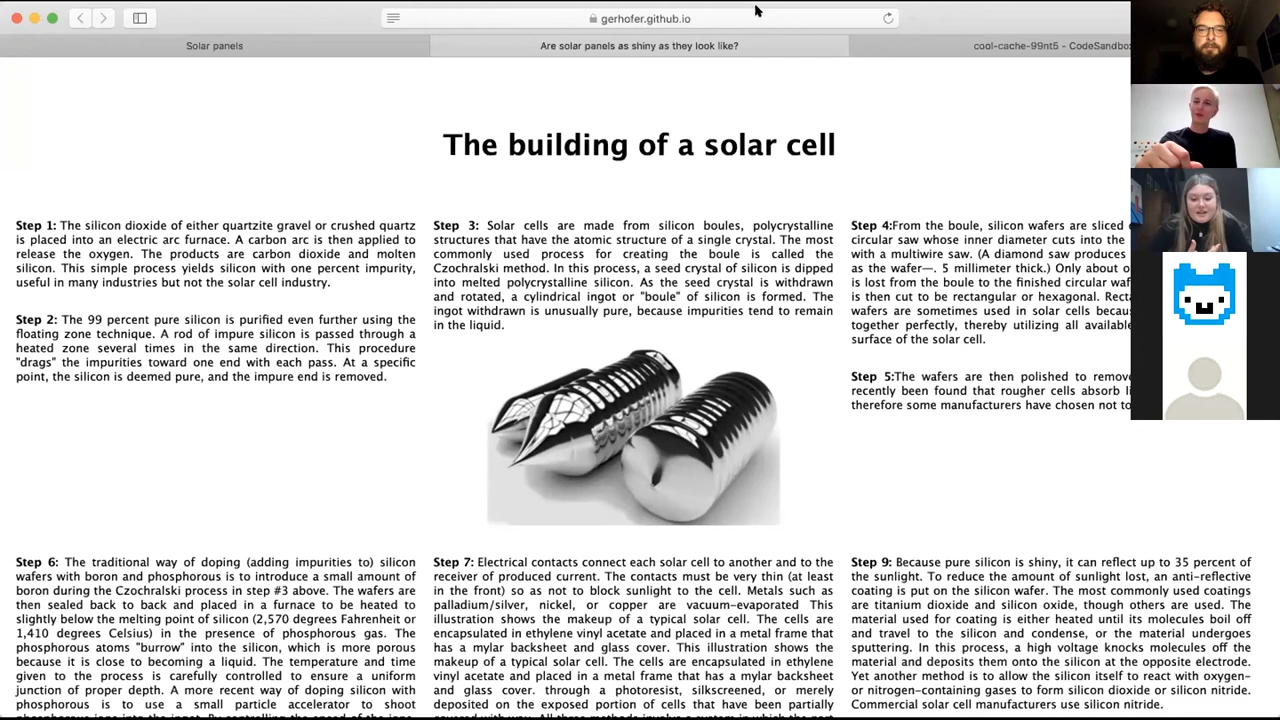 gerhofer.github.io
Solar panels
Are solar panels as shiny as they look like?
cool-cache-99nt5 - CodeSandbox
The building of a solar cell
Step 1: The silicon dioxide of either quartzite gravel or crushed quartz
is placed into an electric arc furnace. A carbon arc is then applied to
release the oxygen. The products are carbon dioxide and molten
silicon. This simple process yields silicon with one percent impurity,
useful in many industries but not the solar cell industry.
Step 2: The 99 percent pure silicon is purified even further using the
floating zone technique. A rod of impure silicon is passed through a
heated zone several times in the same direction. This procedure
"drags" the impurities toward one end with each pass. At a specific
point, the silicon is deemed pure, and the impure end is removed.
Step 3: Solar cells are made from silicon boules, polycrystalline
structures that have the atomic structure of a single crystal. The most
commonly used process for creating the boule is called the
Czochralski method. In this process, a seed crystal of silicon is dipped
into melted polycrystalline silicon. As the seed crystal is withdrawn
and rotated, a cylindrical ingot or "boule" of silicon is formed. The
ingot withdrawn is unusually pure, because impurities tend to remain
in the liquid.
Step 4:From the boule, silicon wafers are sliced
circular saw whose inner diameter cuts into the
with a multiwire saw. (A diamond saw produces
as the wafer—. 5 millimeter thick.) Only about o
is lost from the boule to the finished circular waf
is then cut to be rectangular or hexagonal. Recta
wafers are sometimes used in solar cells becau
together perfectly, thereby utilizing all available
surface of the solar cell.
Step 5:The wafers are then polished to remov
recently been found that rougher cells absorb li
therefore some manufacturers have chosen not to
Step 6: The traditional way of doping (adding impurities to) silicon
wafers with boron and phosphorous is to introduce a small amount of
boron during the Czochralski process in step #3 above. The wafers are
then sealed back to back and placed in a furnace to be heated to
slightly below the melting point of silicon (2,570 degrees Fahrenheit or
1,410 degrees Celsius) in the presence of phosphorous gas. The
phosphorous atoms "burrow" into the silicon, which is more porous
because it is close to becoming a liquid. The temperature and time
given to the process is carefully controlled to ensure a uniform
junction of proper depth. A more recent way of doping silicon with
phosphorous is to use a small particle accelerator to shoot
Step 7: Electrical contacts connect each solar cell to another and to the
receiver of produced current. The contacts must be very thin (at least
in the front) so as not to block sunlight to the cell. Metals such as
palladium/silver, nickel, or copper are vacuum-evaporated This
illustration shows the makeup of a typical solar cell. The cells are
encapsulated in ethylene vinyl acetate and placed in a metal frame that
has a mylar backsheet and glass cover. This illustration shows the
makeup of a typical solar cell. The cells are encapsulated in ethylene
vinyl acetate and placed in a metal frame that has a mylar backsheet
and glass cover. through a photoresist, silkscreened, or merely
deposited on the exposed portion of cells that have been partially
Step 9: Because pure silicon is shiny, it can reflect up to 35 percent of
the sunlight. To reduce the amount of sunlight lost, an anti-reflective
coating is put on the silicon wafer. The most commonly used coatings
are titanium dioxide and silicon oxide, though others are used. The
material used for coating is either heated until its molecules boil off
and travel to the silicon and condense, or the material undergoes
sputtering. In this process, a high voltage knocks molecules off the
material and deposits them onto the silicon at the opposite electrode.
Yet another method is to allow the silicon itself to react with oxygen-
or nitrogen-containing gases to form silicon dioxide or silicon nitride.
Commercial solar cell manufacturers use silicon nitride.